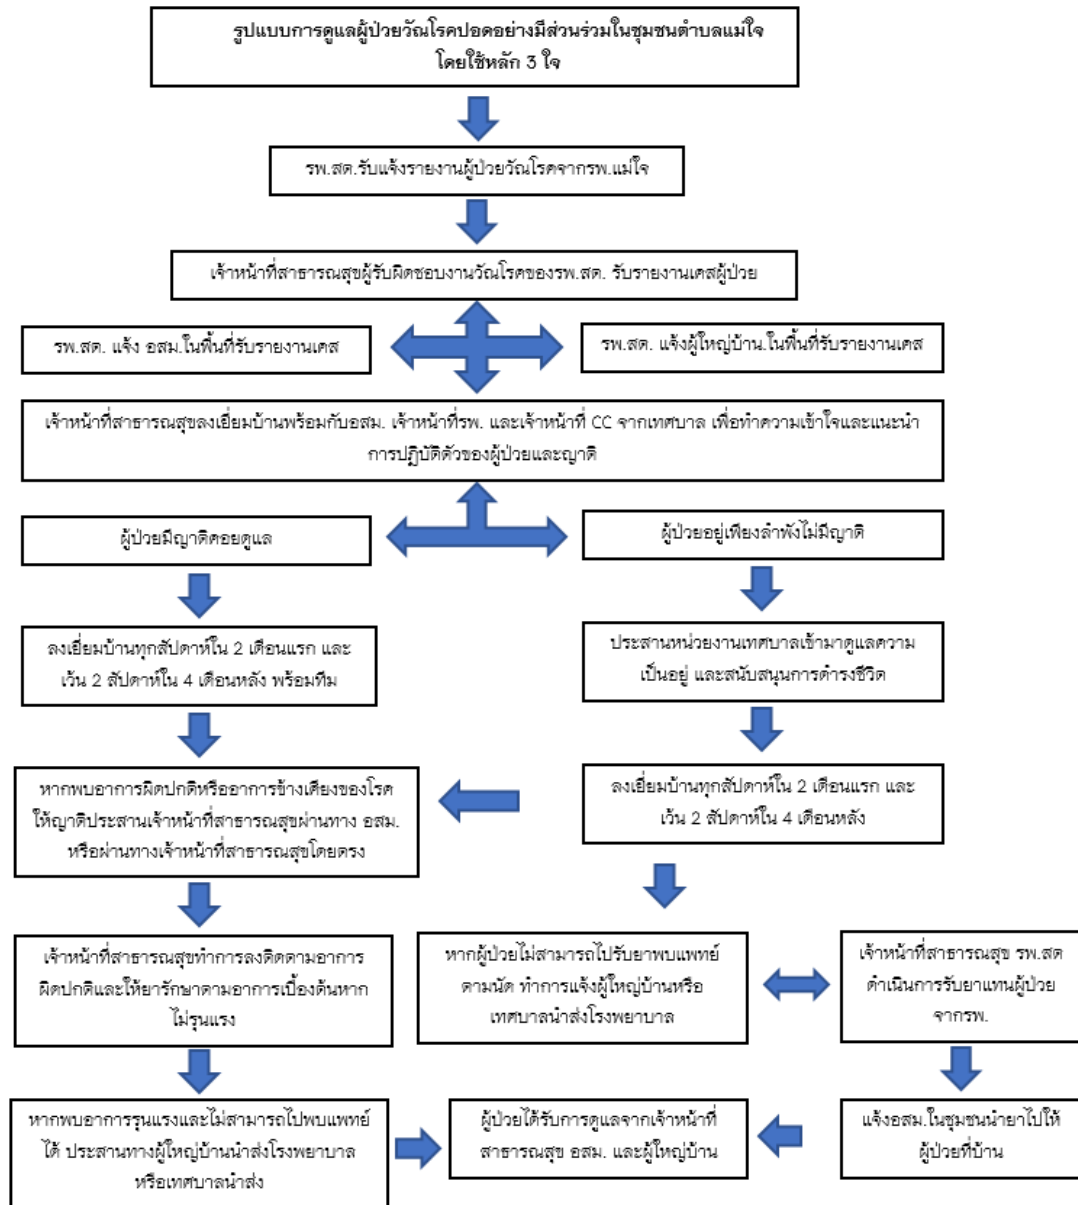 รูปแบบการดูแลผู้ป่วยวัณโรคปอดอย่างมีส่วนร่วมในชุมชนตำบลแม่ใจ
โดยใช้หลัก 3 ใจ
รพ.สต.รับแจ้งรายงานผู้ป่วยวัณโรคจากรพ.แม่ใจ
เจ้าหน้าที่สาธารณสุขผู้รับผิดชอบงานวัณโรคของรพ.สต. รับรายงานเคสผู้ป่วย
รพ.สต. แจ้ง อสม.ในพื้นที่รับรายงานเคส
รพ.สต. แจ้งผู้ใหญ่บ้าน.ในพื้นที่รับรายงานเคส
เจ้าหน้าที่สาธารณสุขลงเยี่ยมบ้านพร้อมกับอสม. เจ้าหน้าที่รพ. และเจ้าหน้าที่ CC จากเทศบาล เพื่อทำความเข้าใจและแนะนำ
การปฏิบัติตัวของผู้ป่วยและญาติ
ผู้ป่วยมีญาติคอยดูแล
ผู้ป่วยอยู่เพียงลำพังไม่มีญาติ
ลงเยี่ยมบ้านทุกสัปดาห์ใน 2 เดือนแรก และ
เว้น 2 สัปดาห์ใน 4 เดือนหลัง พร้อมทีม
ประสานหน่วยงานเทศบาลเข้ามาดูแลความ
เป็นอยู่ และสนับสนุนการดำรงชีวิต
หากพบอาการผิดปกติหรืออาการข้างเคียงของโรค
ให้ญาติประสานเจ้าหน้าที่สาธารณสุขผ่านทาง อสม.
หรือผ่านทางเจ้าหน้าที่สาธารณสุขโดยตรง
ลงเยี่ยมบ้านทุกสัปดาห์ใน 2 เดือนแรก และ
เว้น 2 สัปดาห์ใน 4 เดือนหลัง
เจ้าหน้าที่สาธารณสุขทำการลงติดตามอาการ
ผิดปกติและให้ยารักษาตามอาการเบื้องต้นหาก
ไม่รุนแรง
หากผู้ป่วยไม่สามารถไปรับยาพบแพทย์
ตามนัด ทำการแจ้งผู้ใหญ่บ้านหรือ
เทศบาลนำส่งโรงพยาบาล
เจ้าหน้าที่สาธารณสุข รพ.สต
ดำเนินการรับยาแทนผู้ป่วย
จากรพ.
หากพบอาการรุนแรงและไม่สามารถไปพบแพทย์
ได้ ประสานทางผู้ใหญ่บ้านนำส่งโรงพยาบาล
หรือเทศบาลนำส่ง
ผู้ป่วยได้รับการดูแลจากเจ้าหน้าที่
สาธารณสุข อสม. และผู้ใหญ่บ้าน
แจ้งอสม.ในชุมชนนำยาไปให้
ผู้ป่วยที่บ้าน